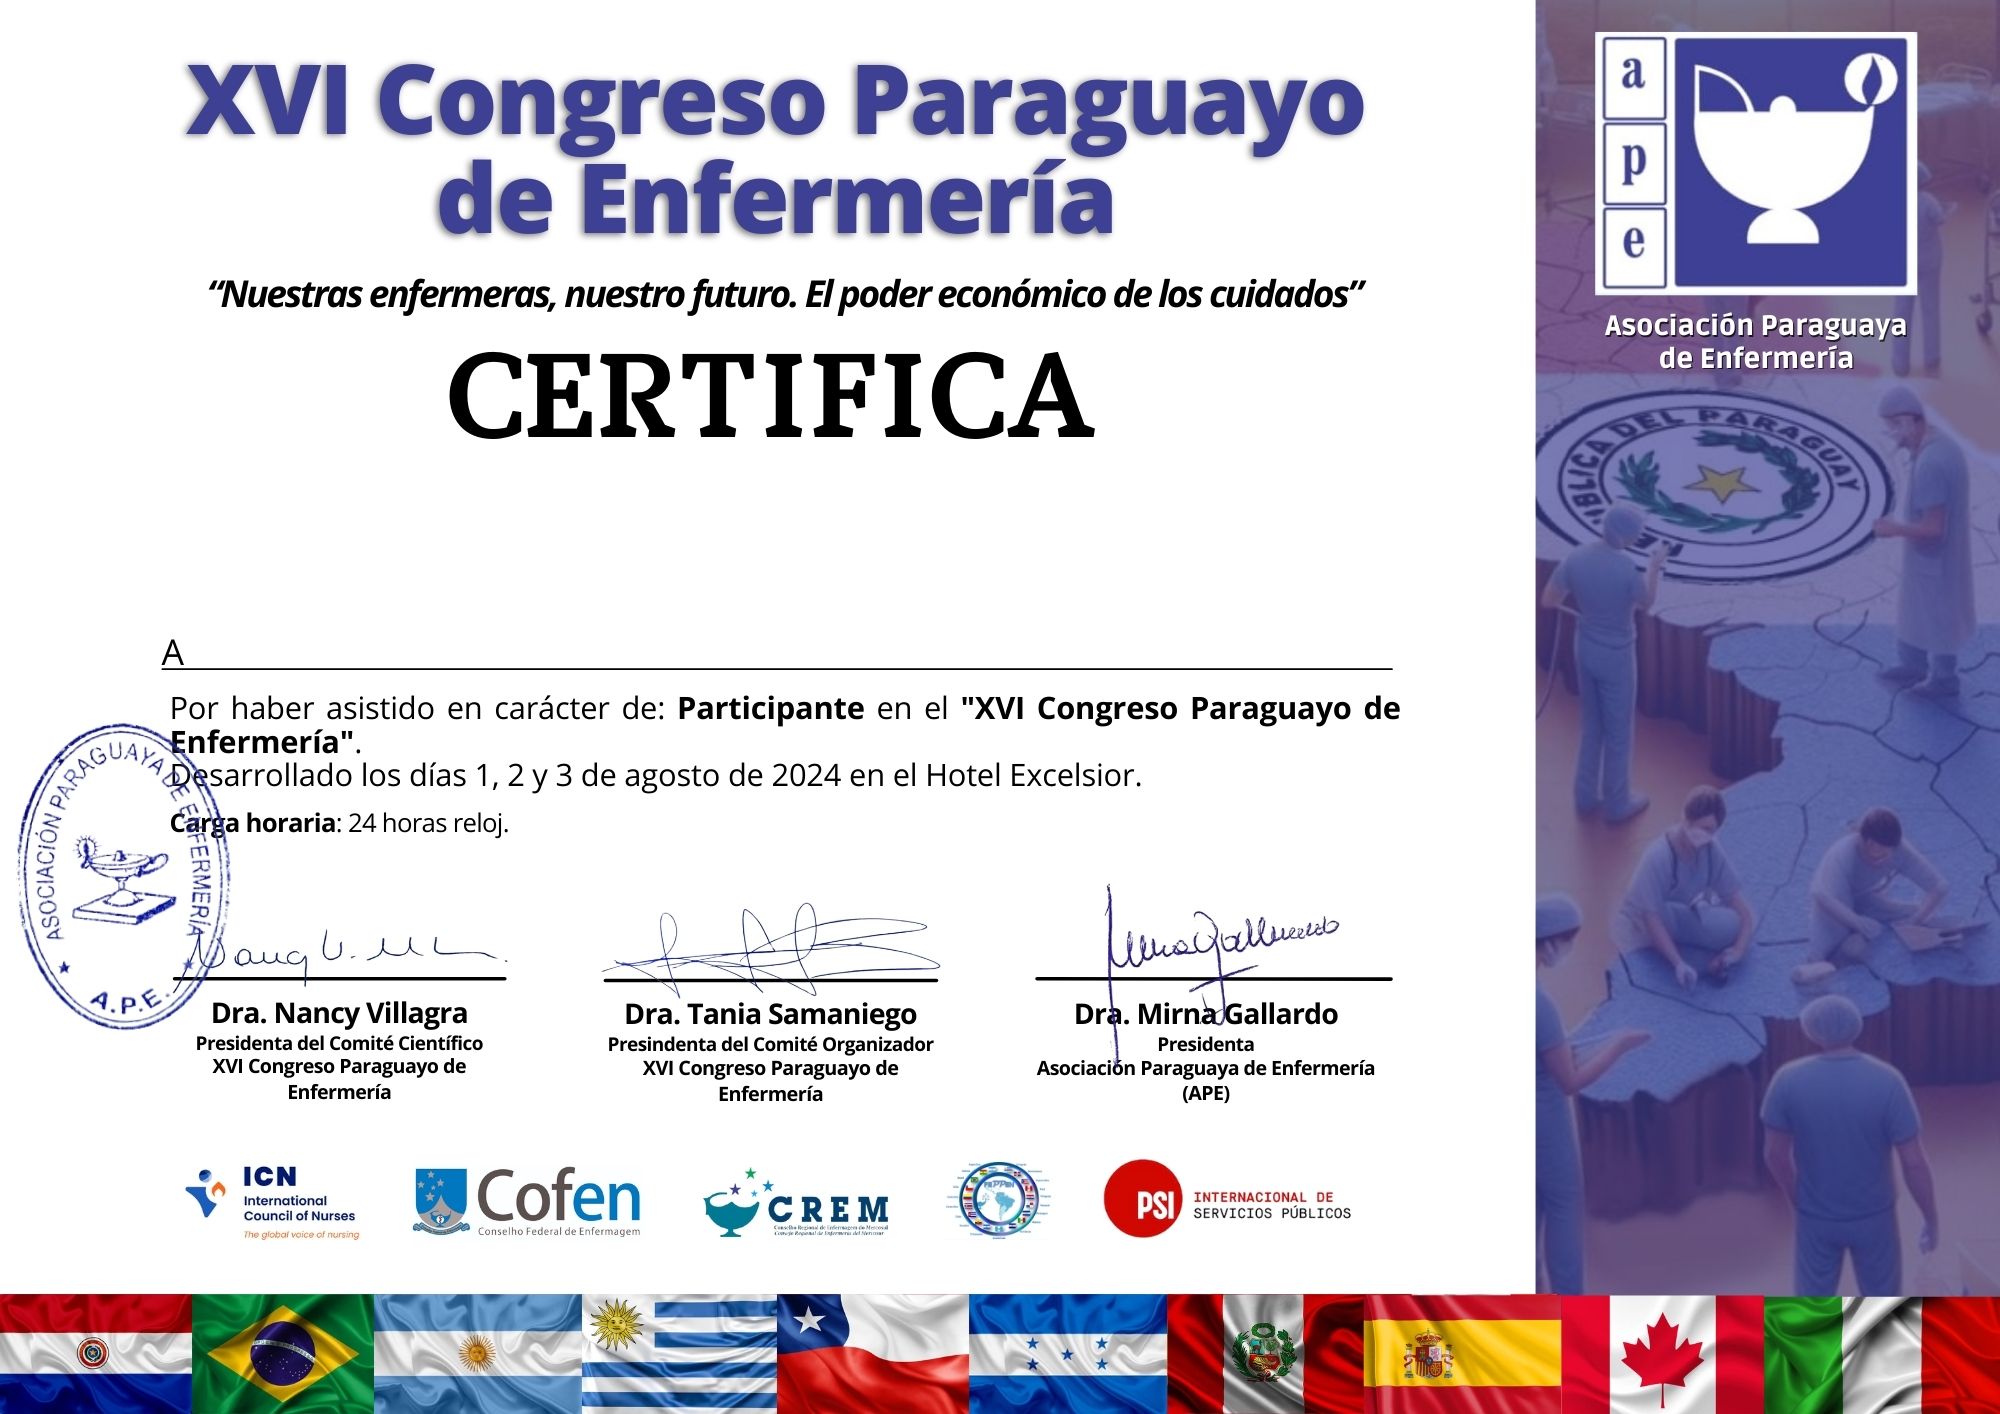 XVI Congreso Paraguayo
de Enfermería
“Nuestras enfermeras, nuestro futuro. El poder económico de los cuidados”
CERTIFICA
A
Por haber asistido en carácter de: Participante en el "XVI Congreso Paraguayo de
Enfermería".
Desarrollado los días 1, 2 y 3 de agosto de 2024 en el Hotel Excelsior.
Carga horaria: 24 horas reloj.
ASOCIACIÓN PARAGUAYA DE ENFERMERIA
A.P.E.
Dra. Nancy Villagra
Presidenta del Comité Científico
XVI Congreso Paraguayo de
Enfermería
Dra. Tania Samaniego
Presindenta del Comité Organizador
XVI Congreso Paraguayo de
Enfermería
Dra. Mirna Gallardo
Presidenta
Asociación Paraguaya de Enfermería
(APE)
ICN
International
Council of Nurses
The global voice of nursing
Cofen
Conselho Federal de Enfermagem
CREM
Conselho Regional de Enfermagem do Mercosul
Consejo Regional de Enfermería del Mercosur
PSI
INTERNACIONAL DE
SERVICIOS PÚBLICOS
a
p
e
Asociación Paraguaya
de Enfermería
REPÚBLICA DEL PARAGUAY